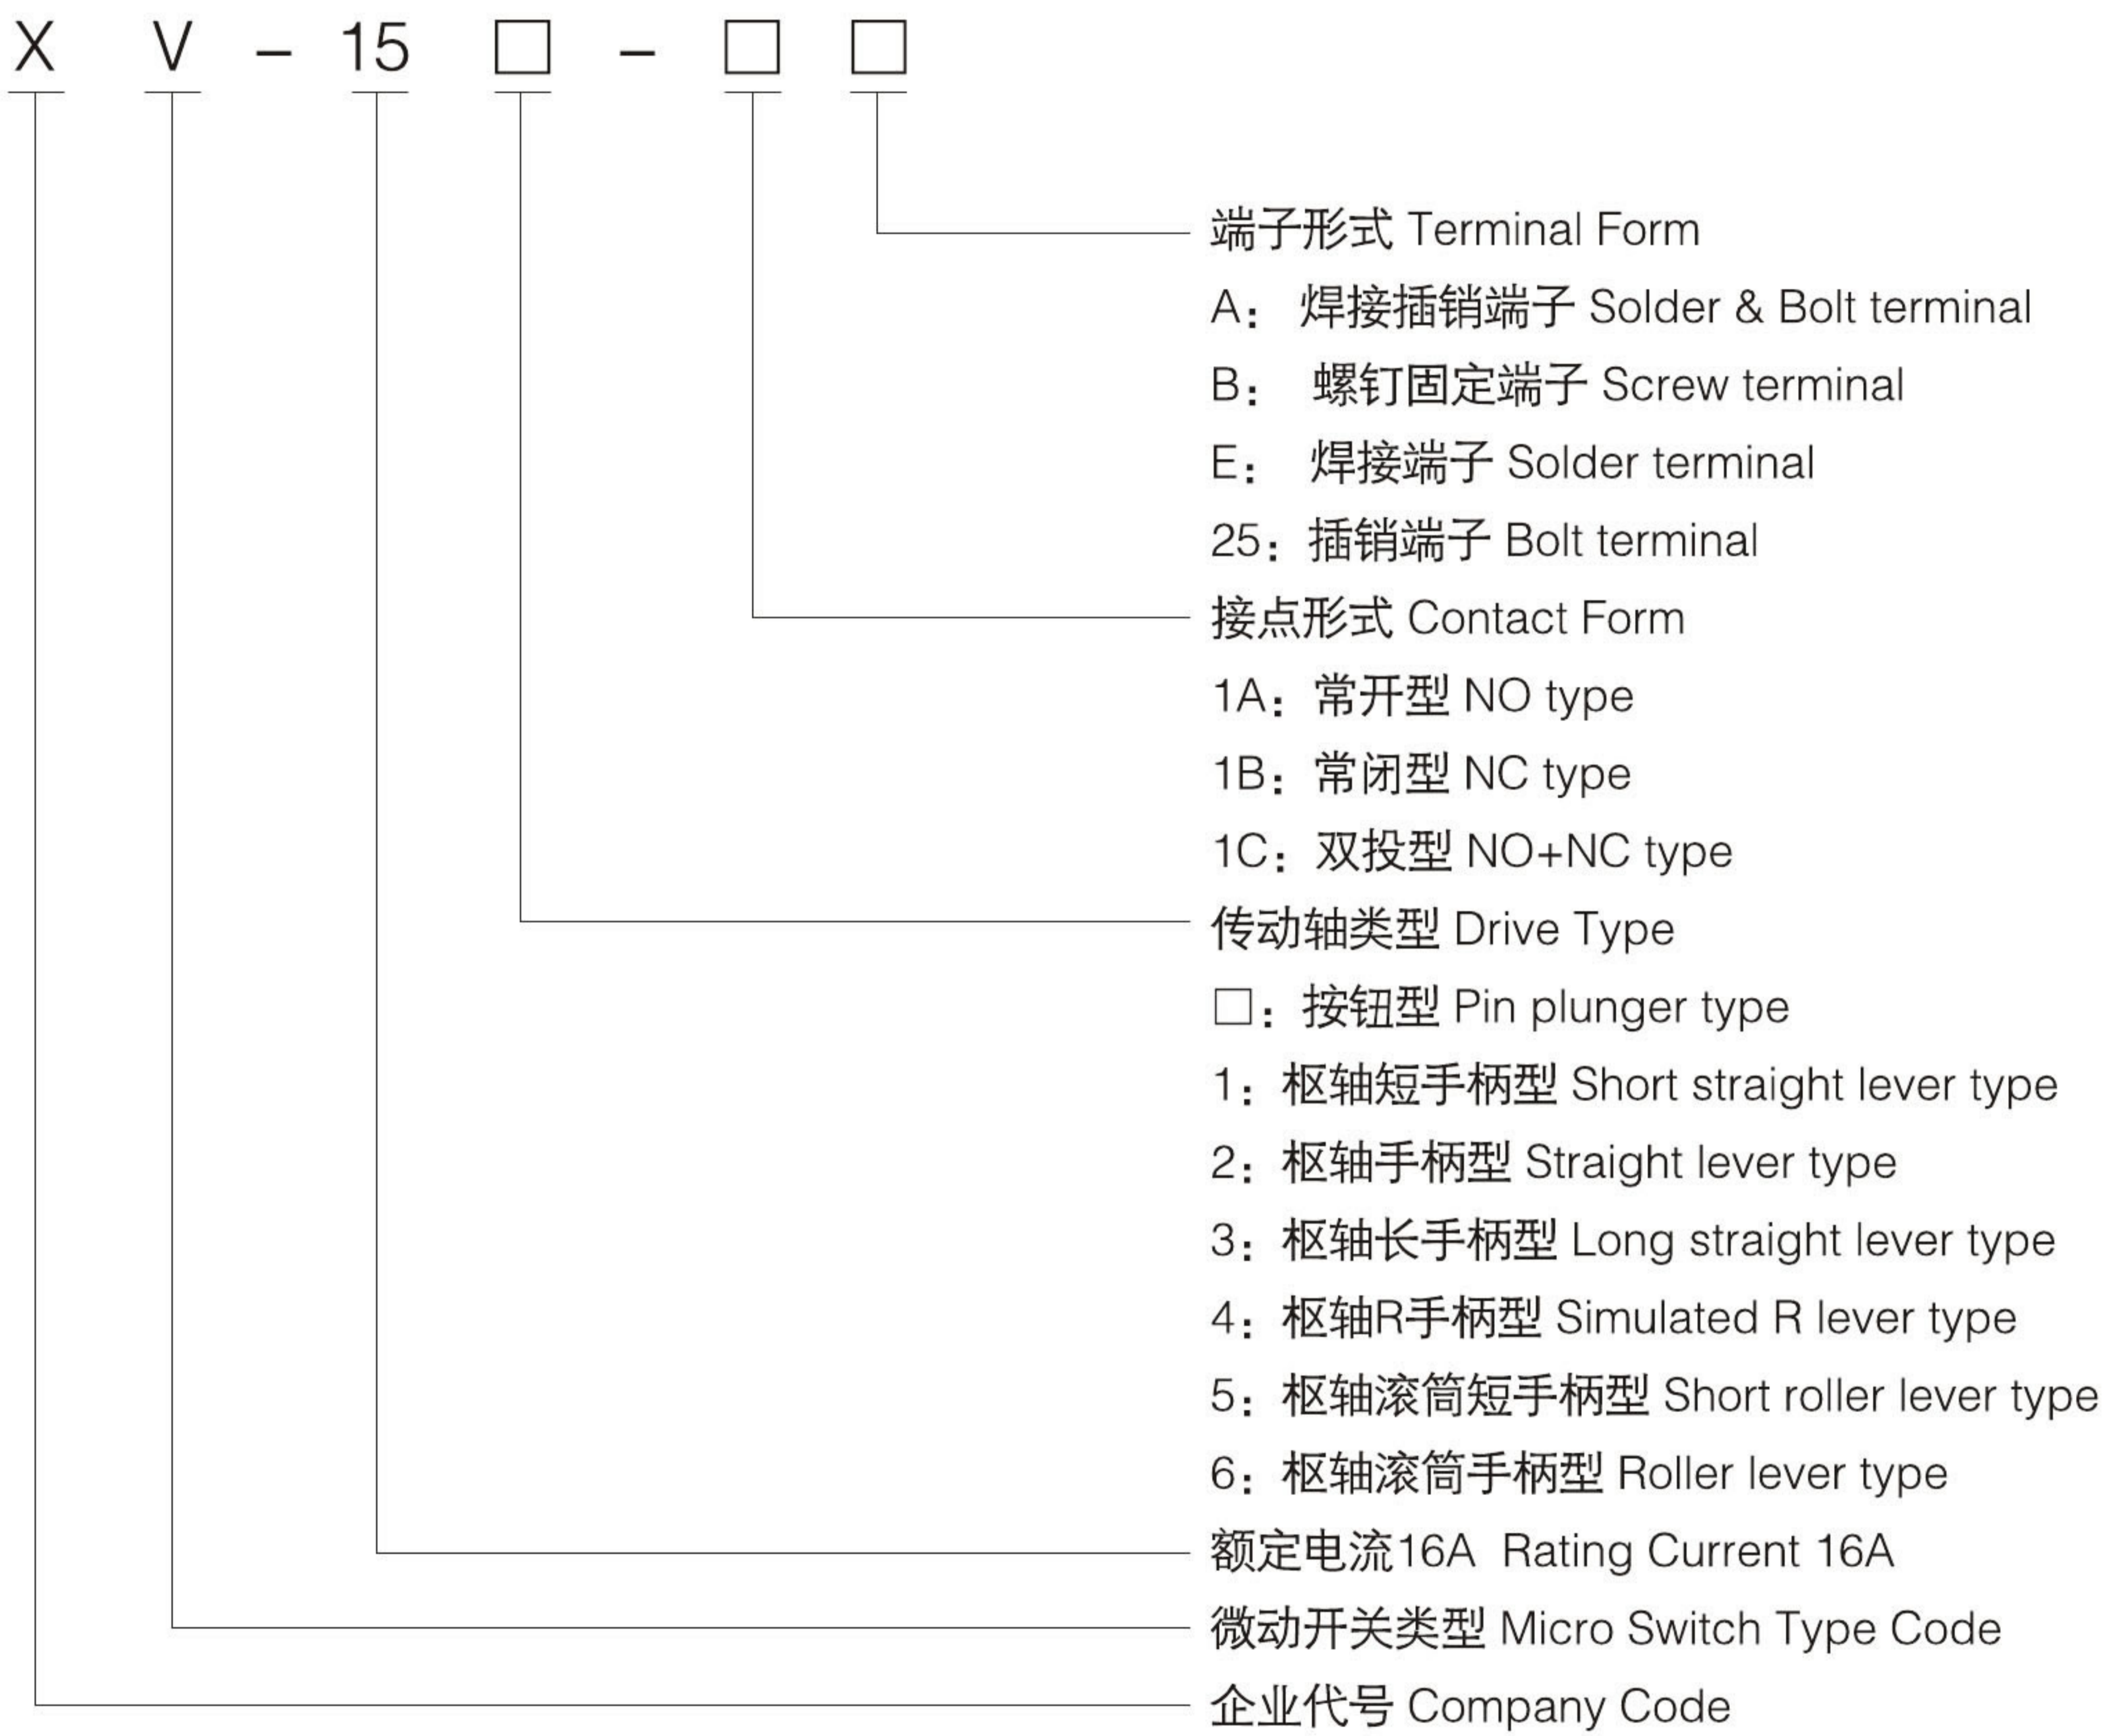 X V - 15 □ - □ □
端子形式 Terminal Form
A: 焊接插销端子 Solder & Bolt terminal
B: 螺钉固定端子 Screw terminal
E: 焊接端子 Solder terminal
25: 插销端子 Bolt terminal
接点形式 Contact Form
1A: 常开型 NO type
1B: 常闭型 NC type
1C: 双投型 NO+NC type
传动轴类型 Drive Type
□: 按钮型 Pin plunger type
1: 枢轴短手柄型 Short straight lever type
2: 枢轴手柄型 Straight lever type
3: 枢轴长手柄型 Long straight lever type
4: 枢轴R手柄型 Simulated R lever type
5: 枢轴滚筒短手柄型 Short roller lever type
6: 枢轴滚筒手柄型 Roller lever type
额定电流16A Rating Current 16A
微动开关类型 Micro Switch Type Code
企业代号 Company Code